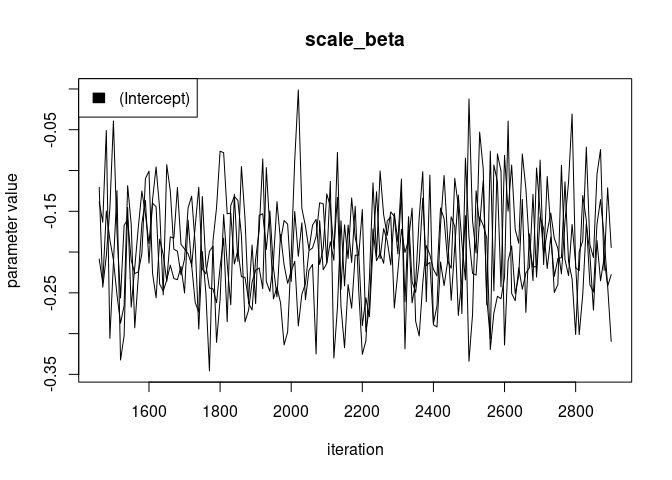 scale_beta
(Intercept)
parameter value
-0.05
-0.15
-0.25
-0.35
1600 1800 2000 2200 2400 2600 2800
iteration